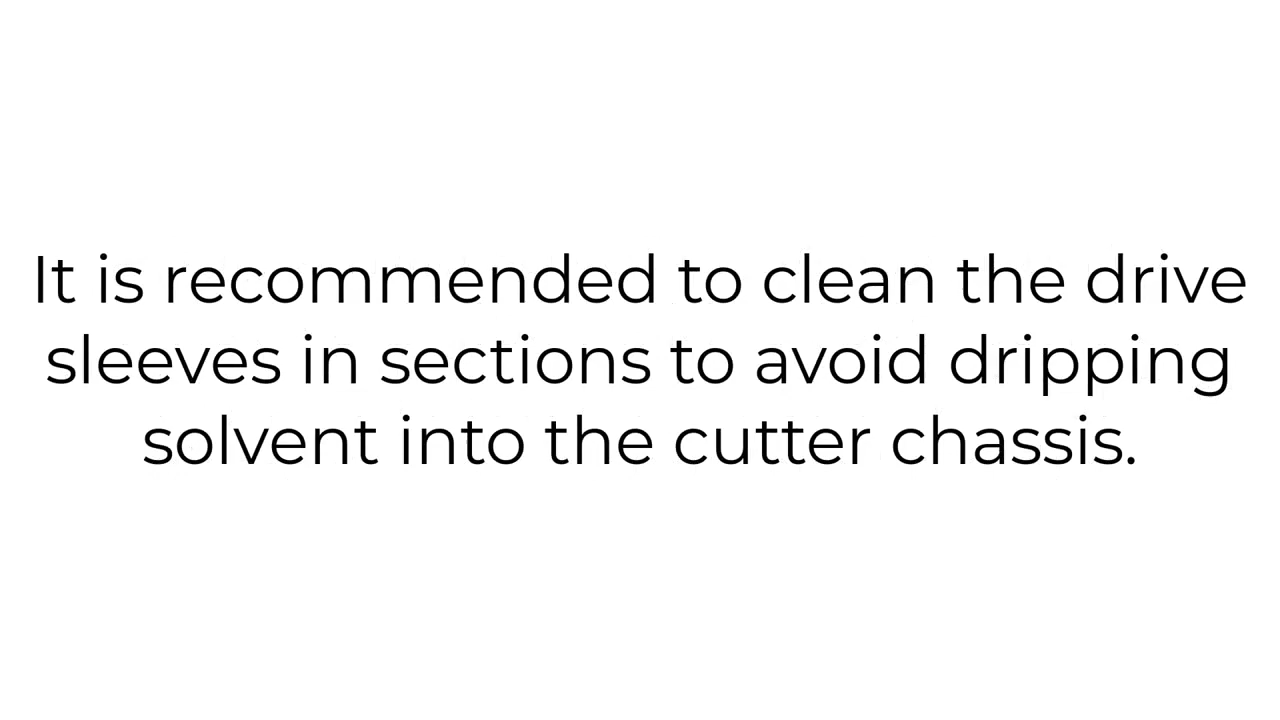 It is recommended to clean the drive
sleeves in sections to avoid dripping
solvent into the cutter chassis.